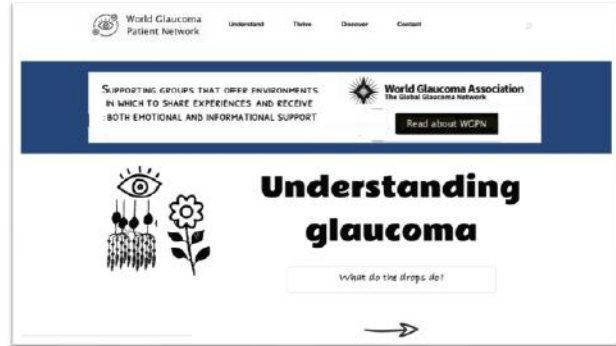 World Glaucoma
Patient Network
Understand Thrive Discover Contact
SUPPORTING GROUPS THAT OFFER ENVIRONMENTS
IN WHICH TO SHARE EXPERIENCES AND RECEIVE
BOTH EMOTIONAL AND INFORMATIONAL SUPPORT
World Glaucoma Association
The Global Glaucoma Network
Read about WGPN
Understanding
glaucoma
What do the drops do?